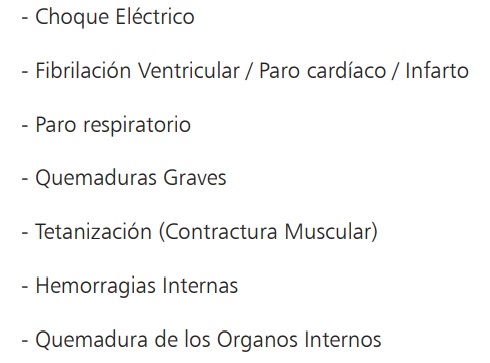 - Choque Eléctrico
- Fibrilación Ventricular / Paro cardíaco / Infarto
- Paro respiratorio
- Quemaduras Graves
- Tetanización (Contractura Muscular)
- Hemorragias Internas
- Quemadura de los Organos Internos